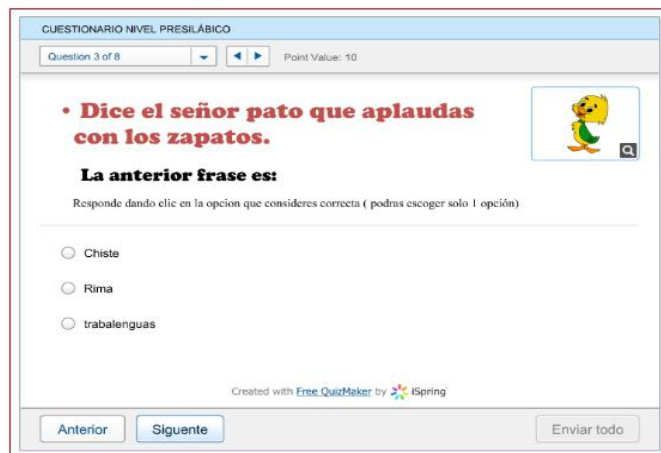 CUESTIONARIO NIVEL PRESILÁBICO
Question 3 of 8 Point Value: 10
• Dice el señor pato que aplaudas
con los zapatos.
La anterior frase es:
Responde dando clic en la opcion que consideres correcta ( podras escoger solo 1 opción)
Chiste
Rima
trabalenguas
Created with Free QuizMaker by iSpring
Anterior Siguente Enviar todo